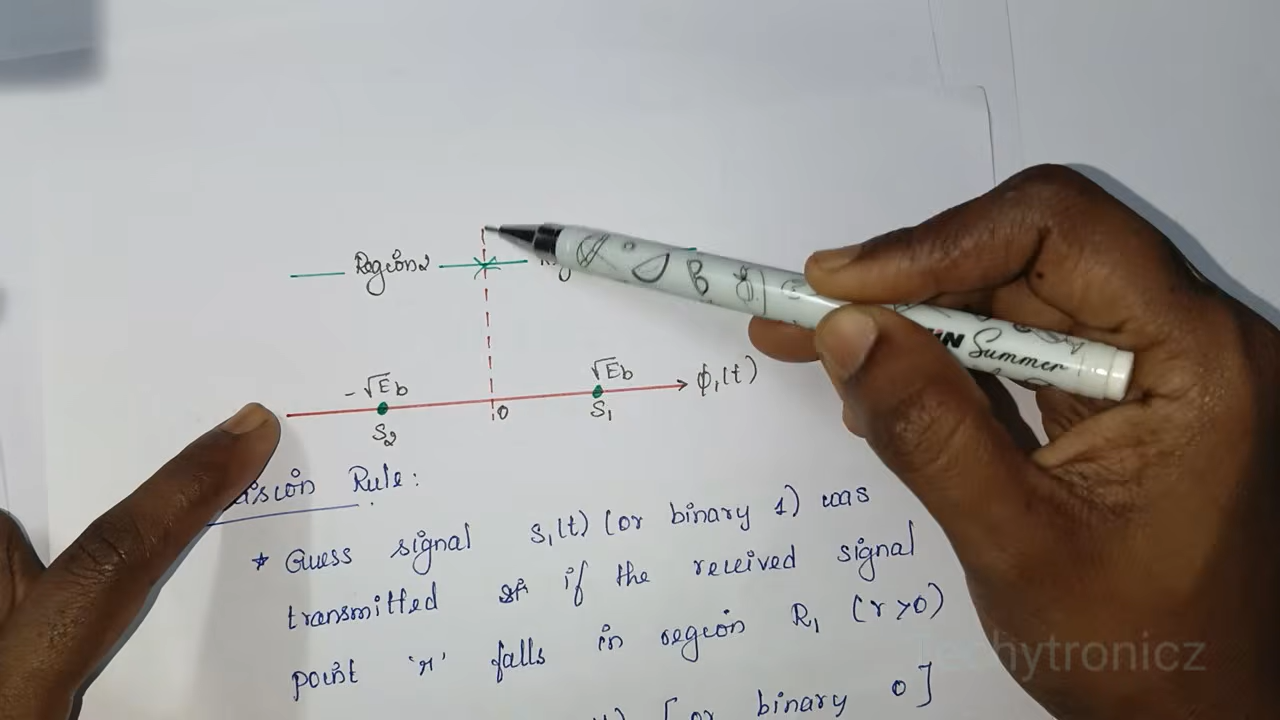 Region2
-√Eb
√Eb
ϕ₁(t)
S₂
0
S₁
Rule:
* Guess signal S₁(t) (or binary 1) was
transmitted if the received signal
point 'r' falls in region R₁ (r>0)
[or binary 0]
Summer
Techytronicz